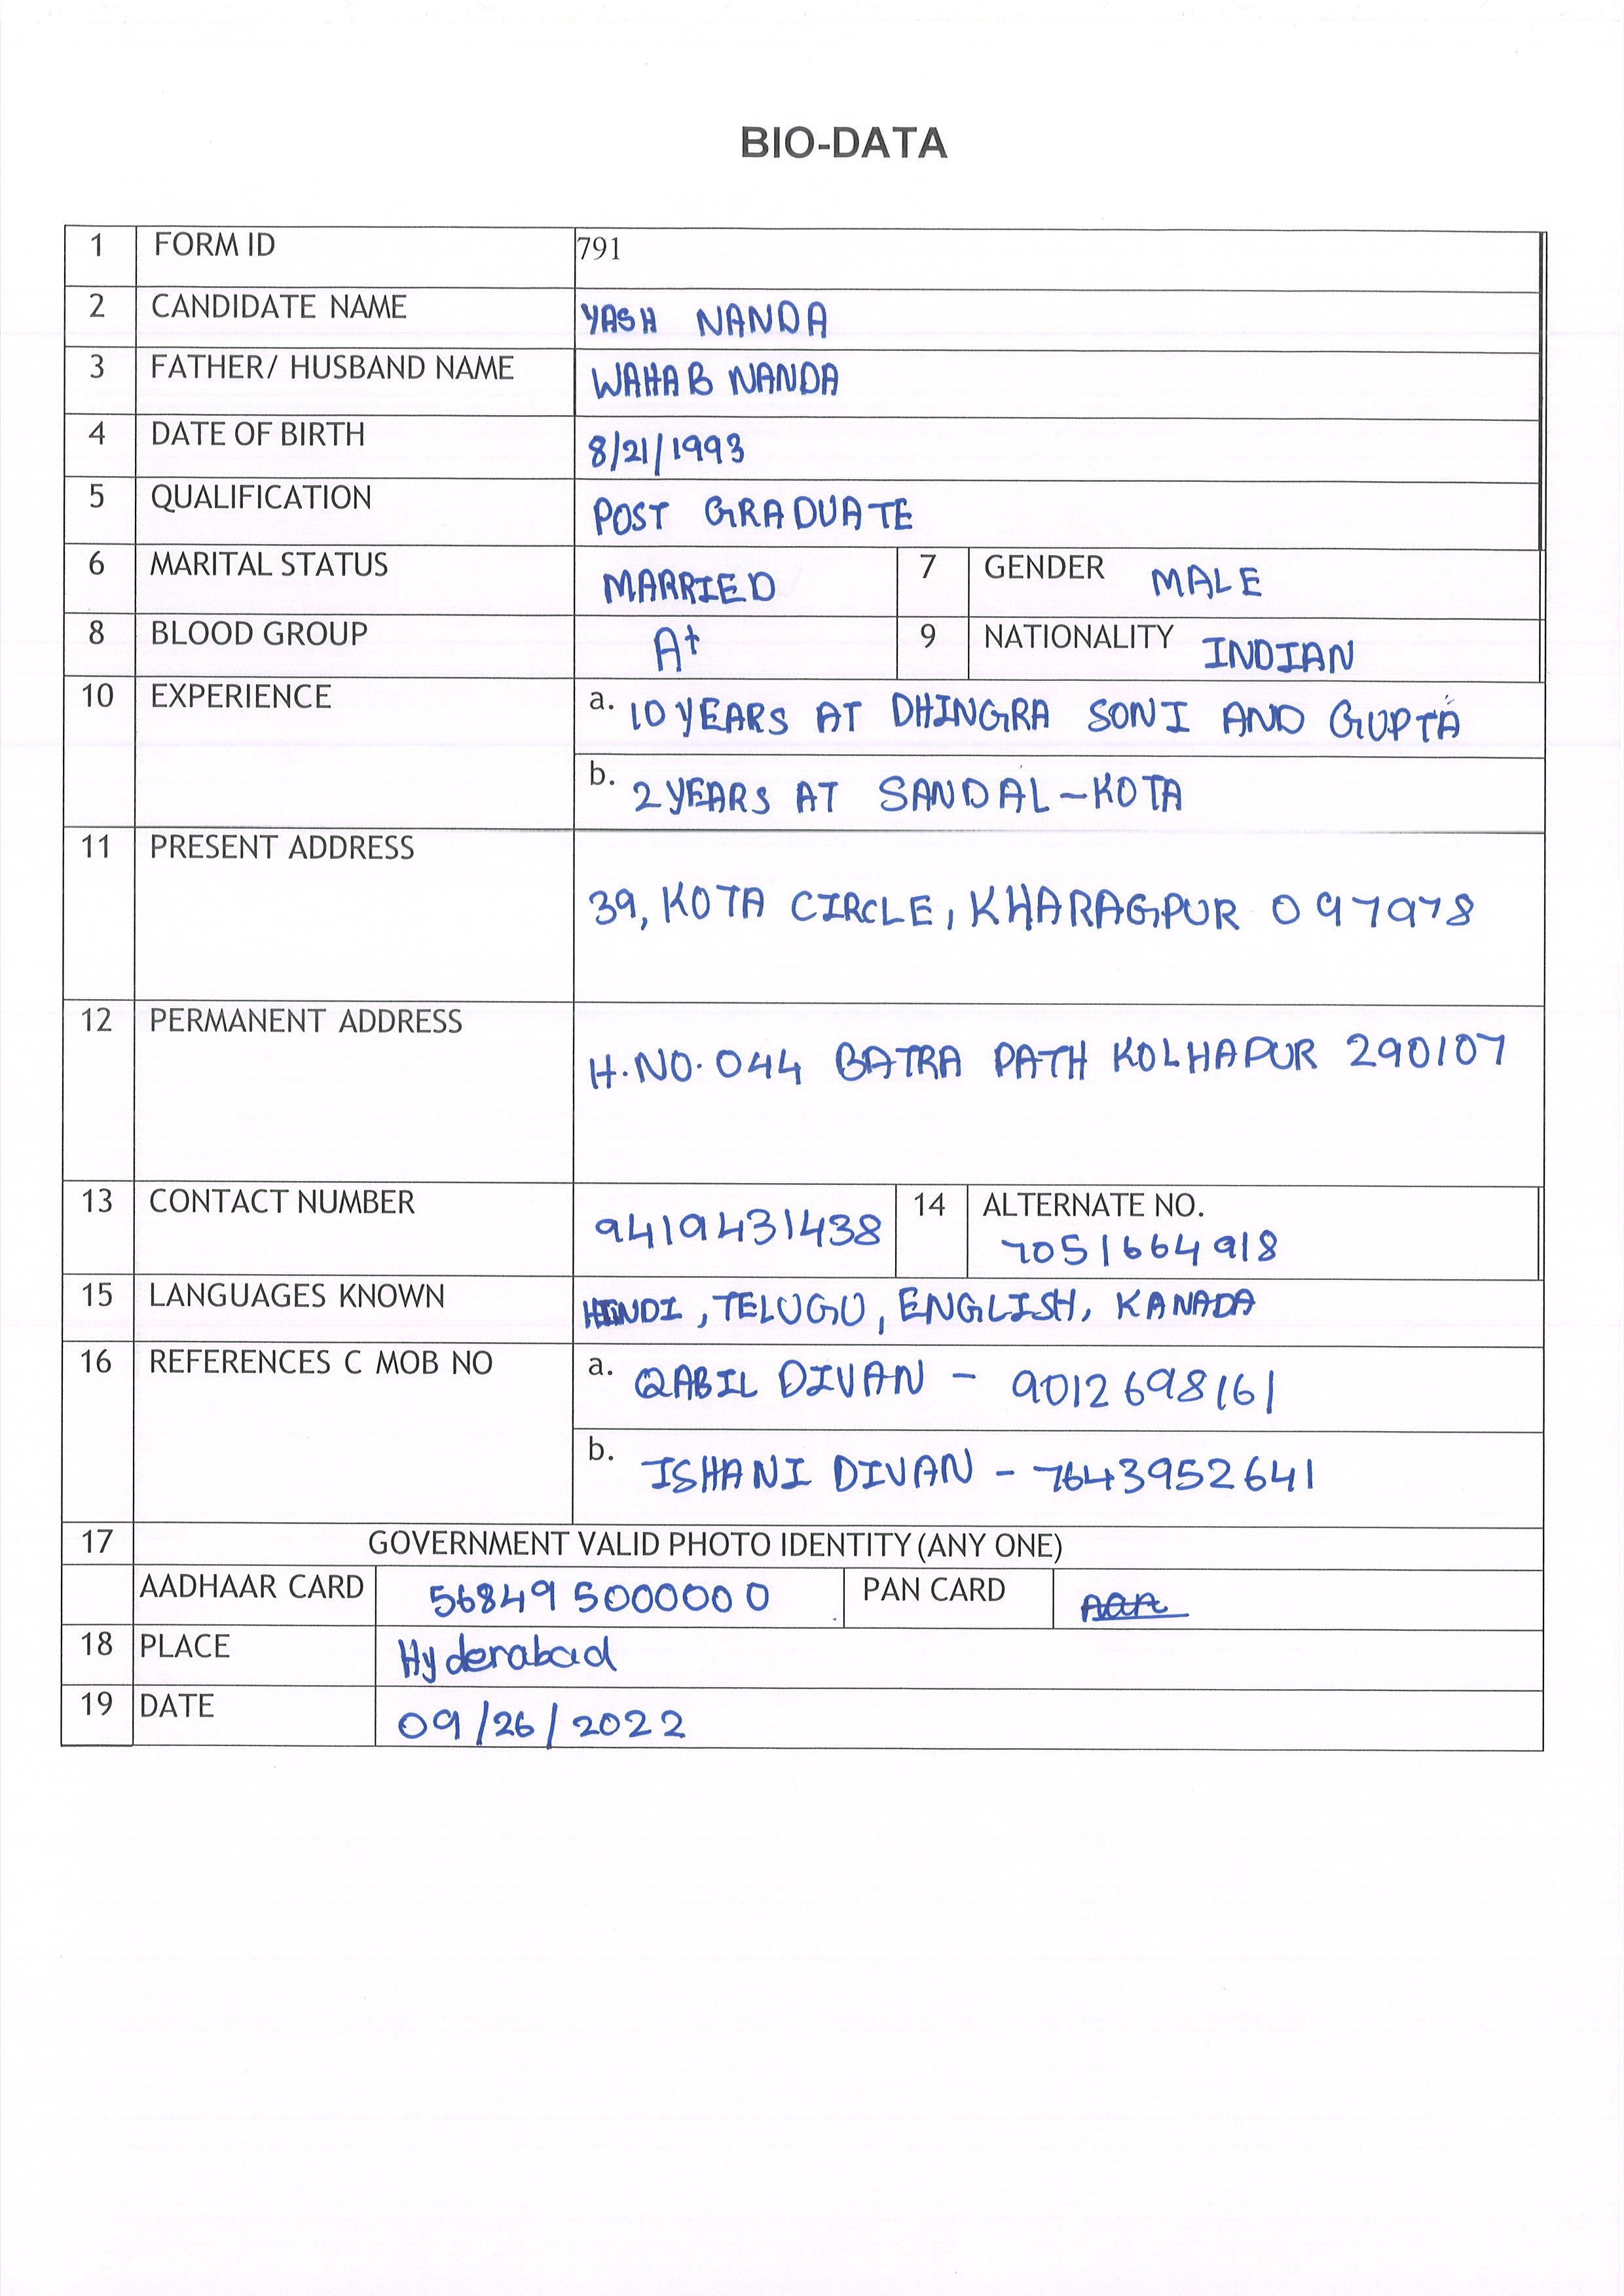 BIO-DATA
1 FORM ID 791
2 CANDIDATE NAME YASH NANDA
3 FATHER/ HUSBAND NAME WAHAB NANDA
4 DATE OF BIRTH 8/21/1993
5 QUALIFICATION POST GRADUATE
6 MARITAL STATUS MARRIED 7 GENDER MALE
8 BLOOD GROUP A+ 9 NATIONALITY INDIAN
10 EXPERIENCE a. 10 YEARS AT DHINGRA SONI AND GUPTA
b. 2 YEARS AT SANDAL-KOTA
11 PRESENT ADDRESS
39, KOTA CIRCLE, KHARAGPUR 097978
12 PERMANENT ADDRESS
H.NO. 044 BATRA PATH KOLHAPUR 290107
13 CONTACT NUMBER 9419431438 14 ALTERNATE NO.
7051664918
15 LANGUAGES KNOWN HINDI, TELUGU, ENGLISH, KANADA
16 REFERENCES C MOB NO a. QABIL DIVAN - 9012698161
b. ISHANI DIVAN - 7643952641
17 GOVERNMENT VALID PHOTO IDENTITY (ANY ONE)
AADHAAR CARD 568495000000 PAN CARD
18 PLACE Hyderabad
19 DATE 09/26/2022